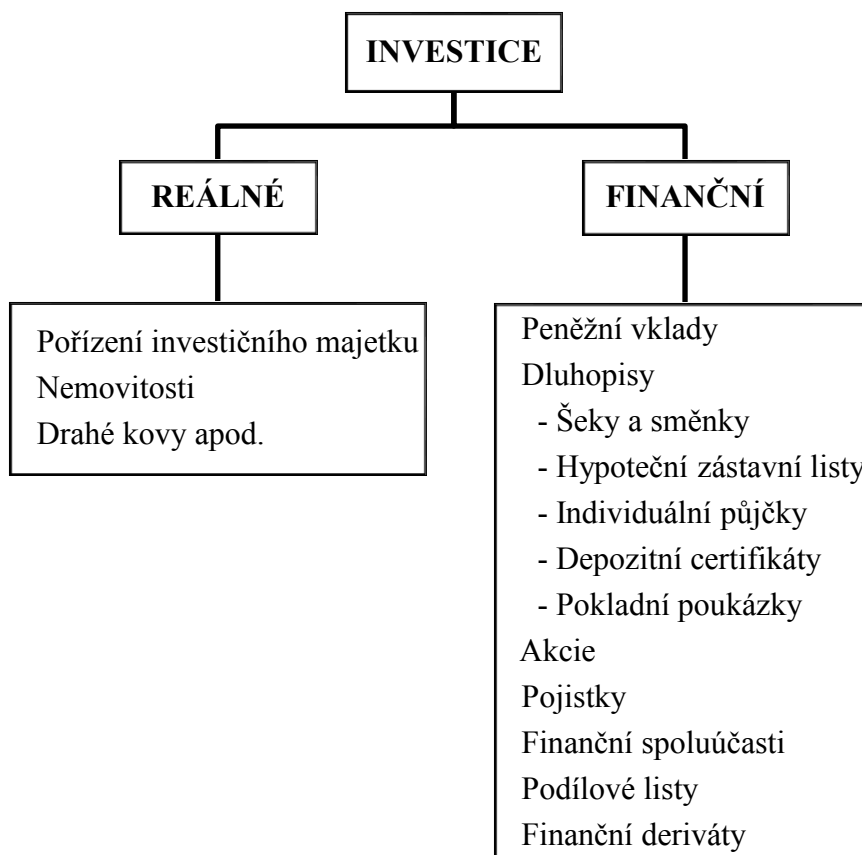 INVESTICE
REÁLNÉ
FINANČNÍ
Pořízení investičního majetku
Nemovitosti
Drahé kovy apod.
Peněžní vklady
Dluhopisy
- Šeky a směnky
- Hypoteční zástavní listy
- Individuální půjčky
- Depozitní certifikáty
- Pokladní poukázky
Akcie
Pojistky
Finanční spoluúčasti
Podílové listy
Finanční deriváty